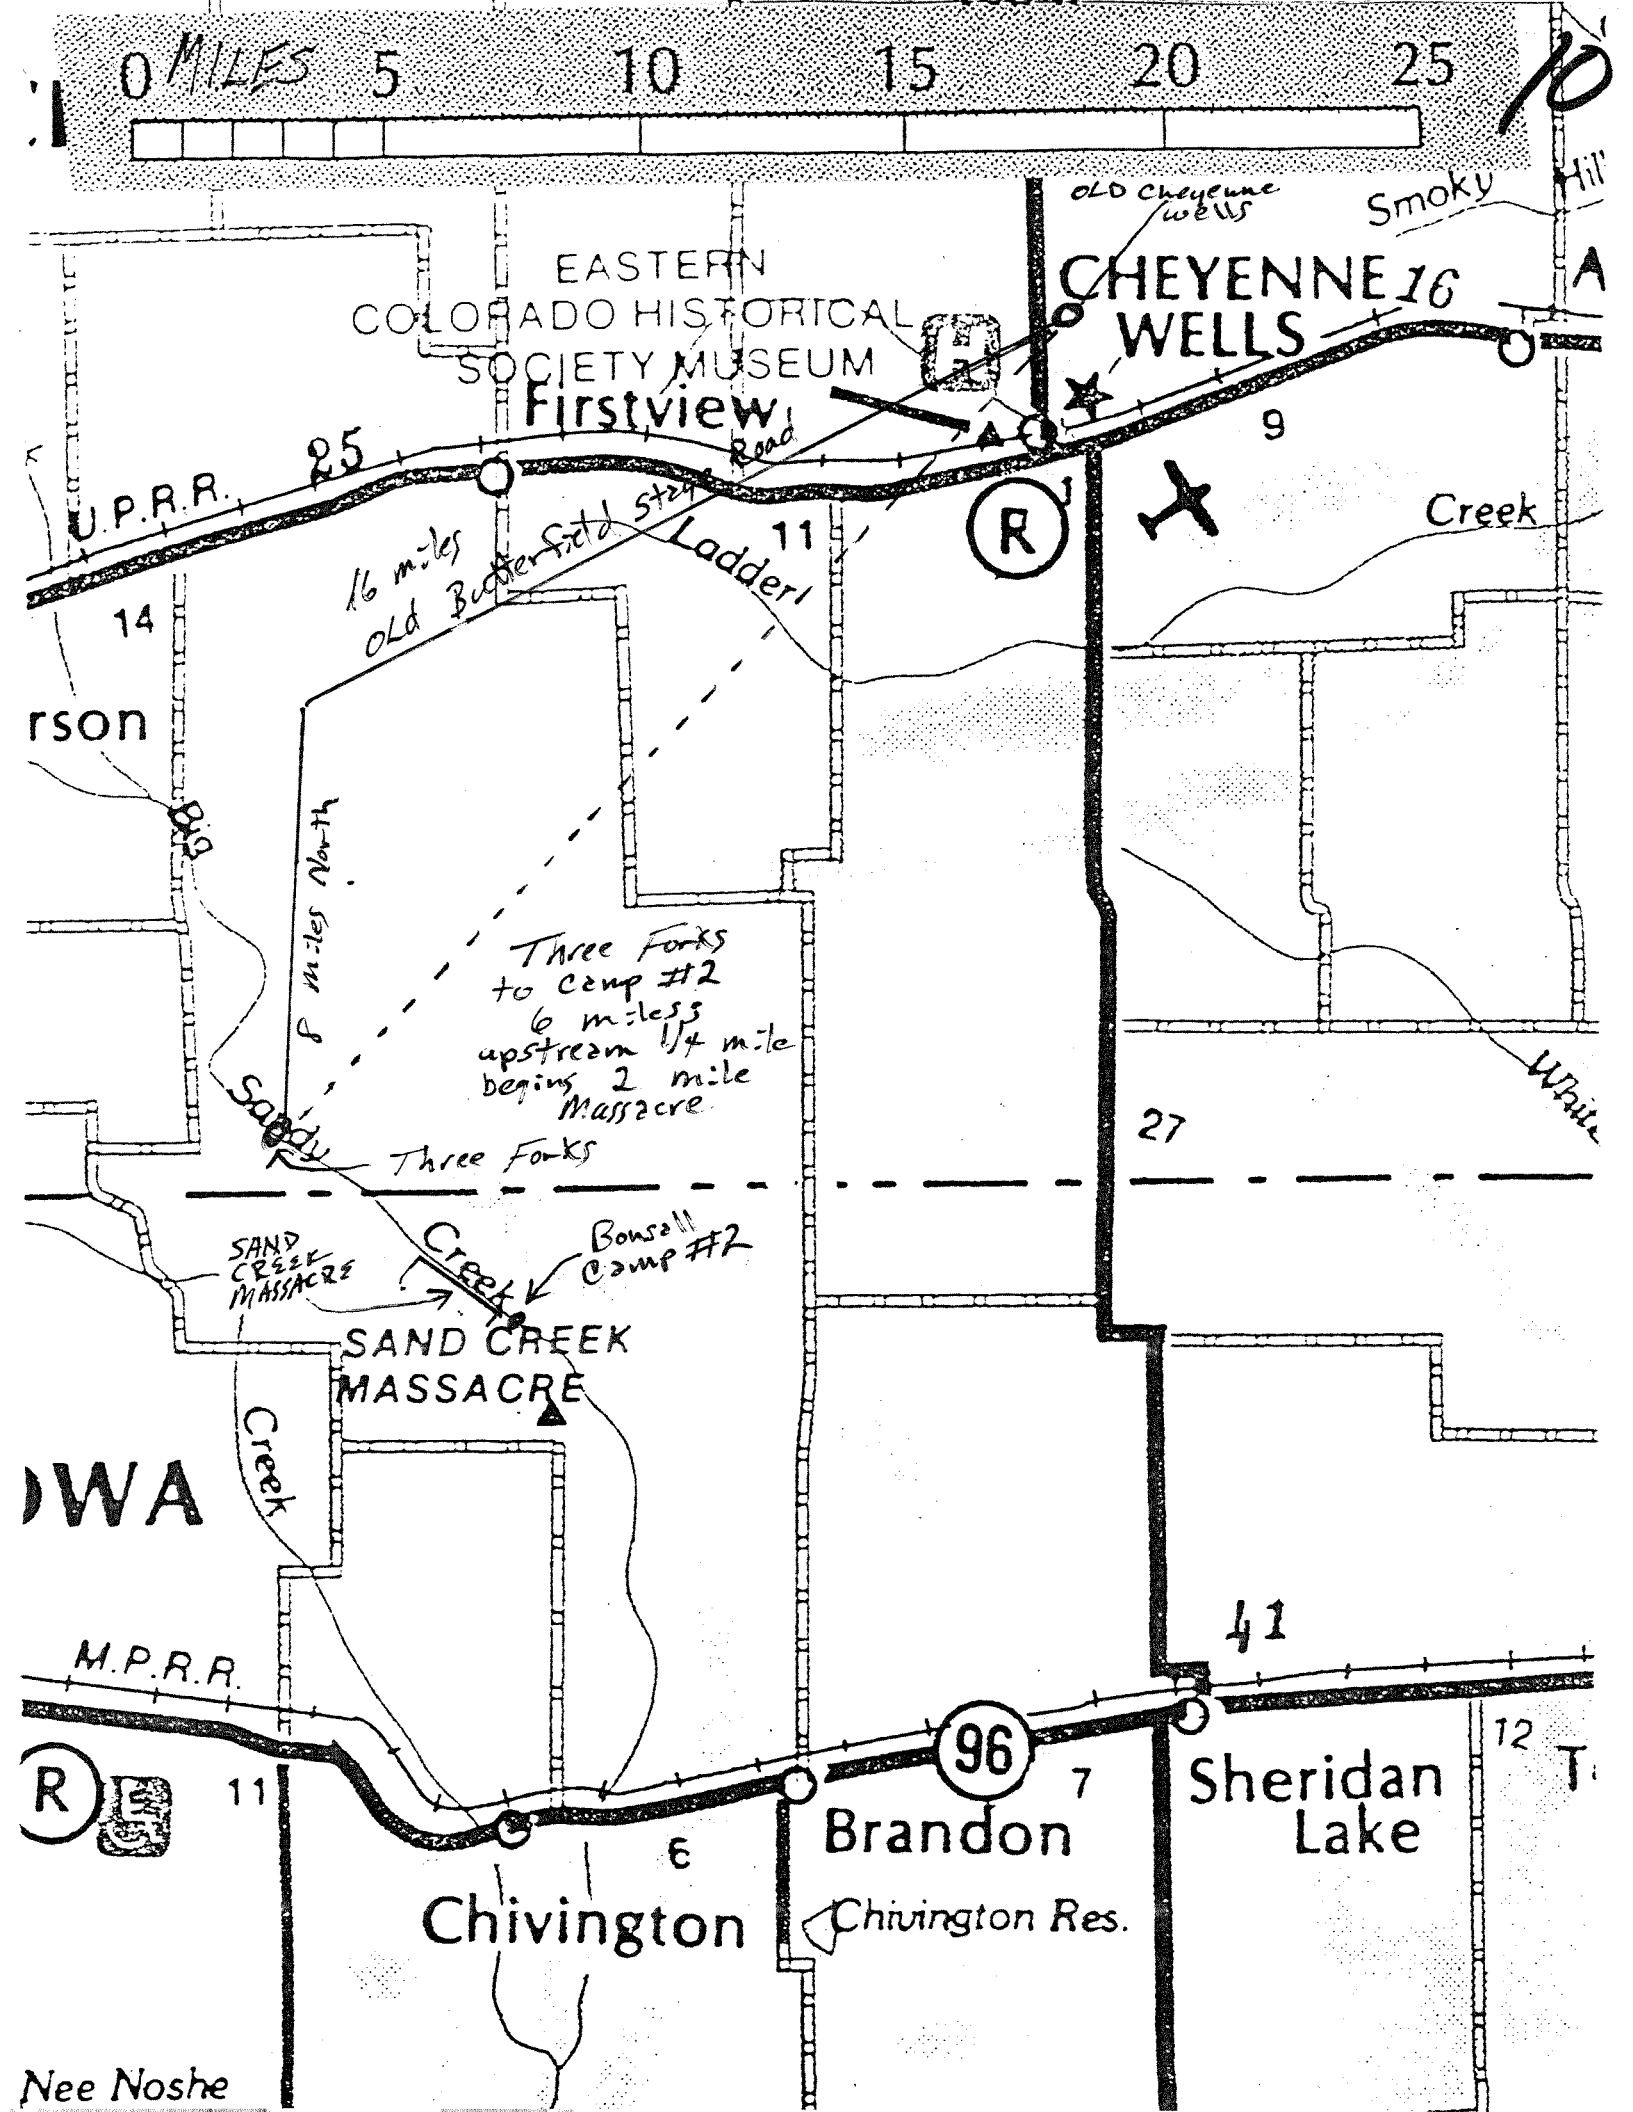 0 MILES 5 10 15 20 25
10
OLD Cheyenne
wells
Smoky Hil
EASTERN
COLORADO HISTORICAL
SOCIETY MUSEUM
H
CHEYENNE
WELLS
16
A
Firstview
25
U.P.R.R.
16 miles
OLd Butterfield stage Road
Ladder
11
R
1
9
Creek
14
rson
Big
8 miles North
Three Forks
to Camp #2
6 miless
upstream 1/4 mile
begins 2 mile
Massacre
27
White
Sandy
Three Forks
SAND
CREEK
MASSACRE
Creek
Bonsall
Camp #2
SAND CREEK
MASSACRE
Creek
OWA
M.P.R.R.
41
96
R
11
6
7
12
Sheridan
Lake
Brandon
Chivington
Chivington Res.
Nee Noshe